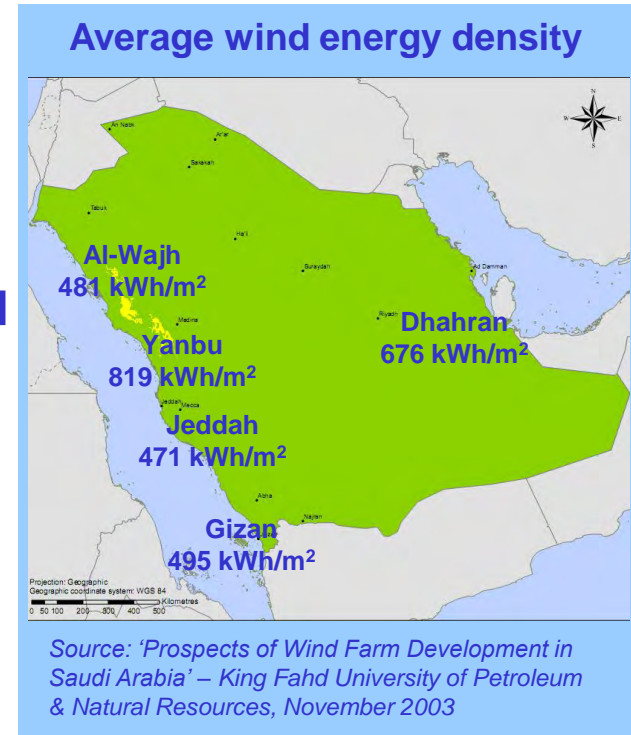 Average wind energy density
N
W
E
S
An Nabk
Ar'ar
Sakakah
Tabuk
Ha'il
Buraydah
Ad Dammam
Al-Wajh
481 kWh/m²
Riyadh
Dhahran
676 kWh/m²
Medina
Yanbu
819 kWh/m²
Jeddah
Mecca
Jeddah
471 kWh/m²
Abha
Najran
Gizan
495 kWh/m²
Projection: Geographic
Geographic coordinate system: WGS 84
Kilometres
0 50 100 200 300 400 500
Source: ‘Prospects of Wind Farm Development in
Saudi Arabia’ – King Fahd University of Petroleum
& Natural Resources, November 2003